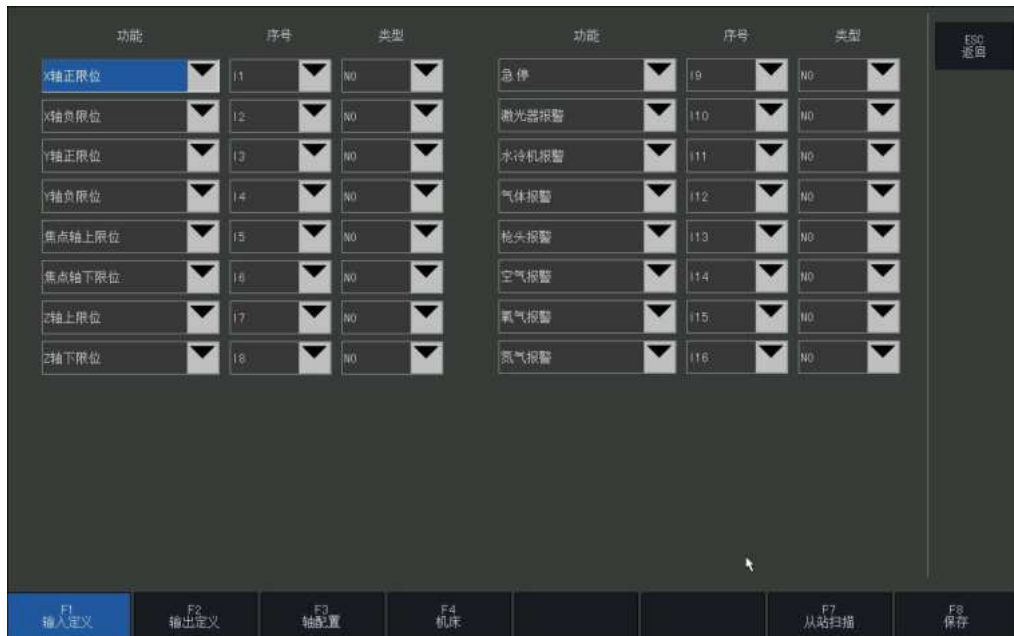 功能 序号 类型 功能 序号 类型
ESC
返回
X轴正限位 I1 NO 急停 I9 NO
X轴负限位 I2 NO 激光器报警 I10 NO
Y轴正限位 I3 NO 水冷机报警 I11 NO
Y轴负限位 I4 NO 气体报警 I12 NO
焦点轴上限位 I5 NO 枪头报警 I13 NO
焦点轴下限位 I6 NO 空气报警 I14 NO
Z轴上限位 I7 NO 氧气报警 I15 NO
Z轴下限位 I8 NO 氮气报警 I16 NO
F1 F2 F3 F4 F7 F8
输入定义 输出定义 轴配置 机床 从站扫描 保存